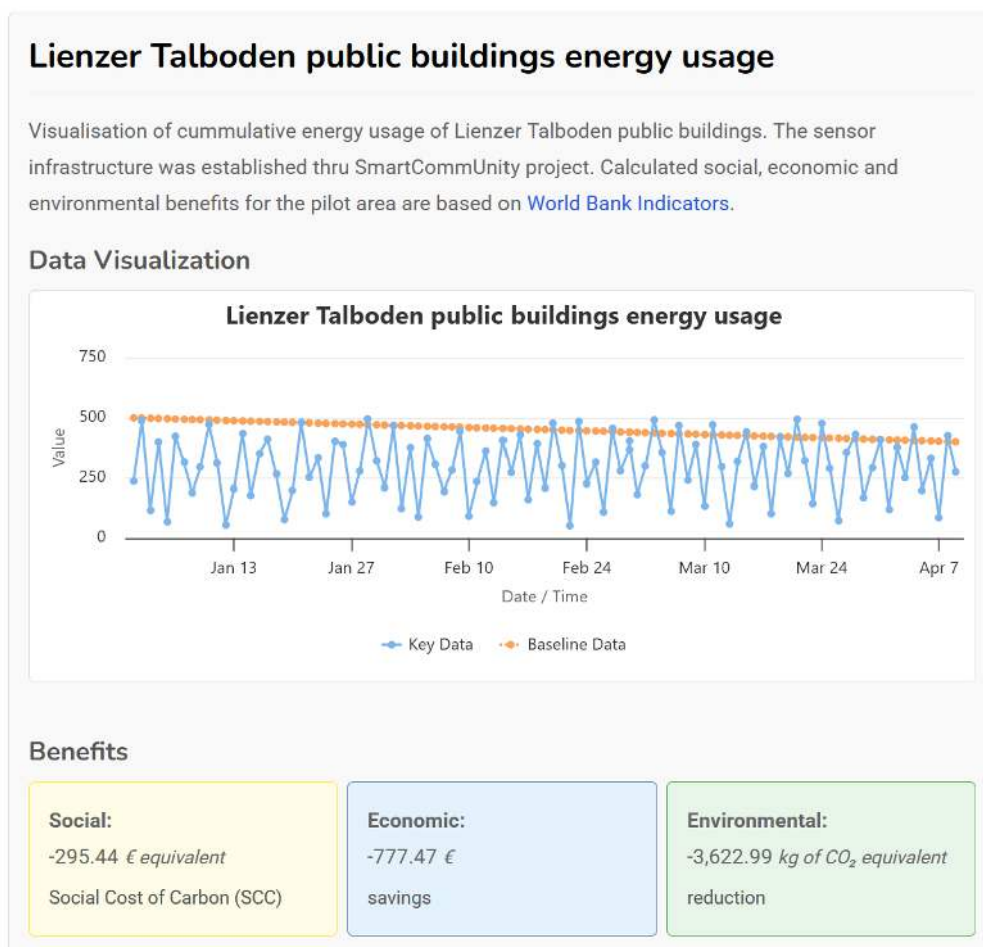 Lienzer Talboden public buildings energy usage
Visualisation of cummulative energy usage of Lienzer Talboden public buildings. The sensor
infrastructure was established thru SmartCommUnity project. Calculated social, economic and
environmental benefits for the pilot area are based on World Bank Indicators.
Data Visualization
Lienzer Talboden public buildings energy usage
750
500
250
0
Value
Jan 13 Jan 27 Feb 10 Feb 24 Mar 10 Mar 24 Apr 7
Date / Time
Key Data Baseline Data
Benefits
Social:
-295.44 € equivalent
Social Cost of Carbon (SCC)
Economic:
-777.47 €
savings
Environmental:
-3,622.99 kg of CO₂ equivalent
reduction